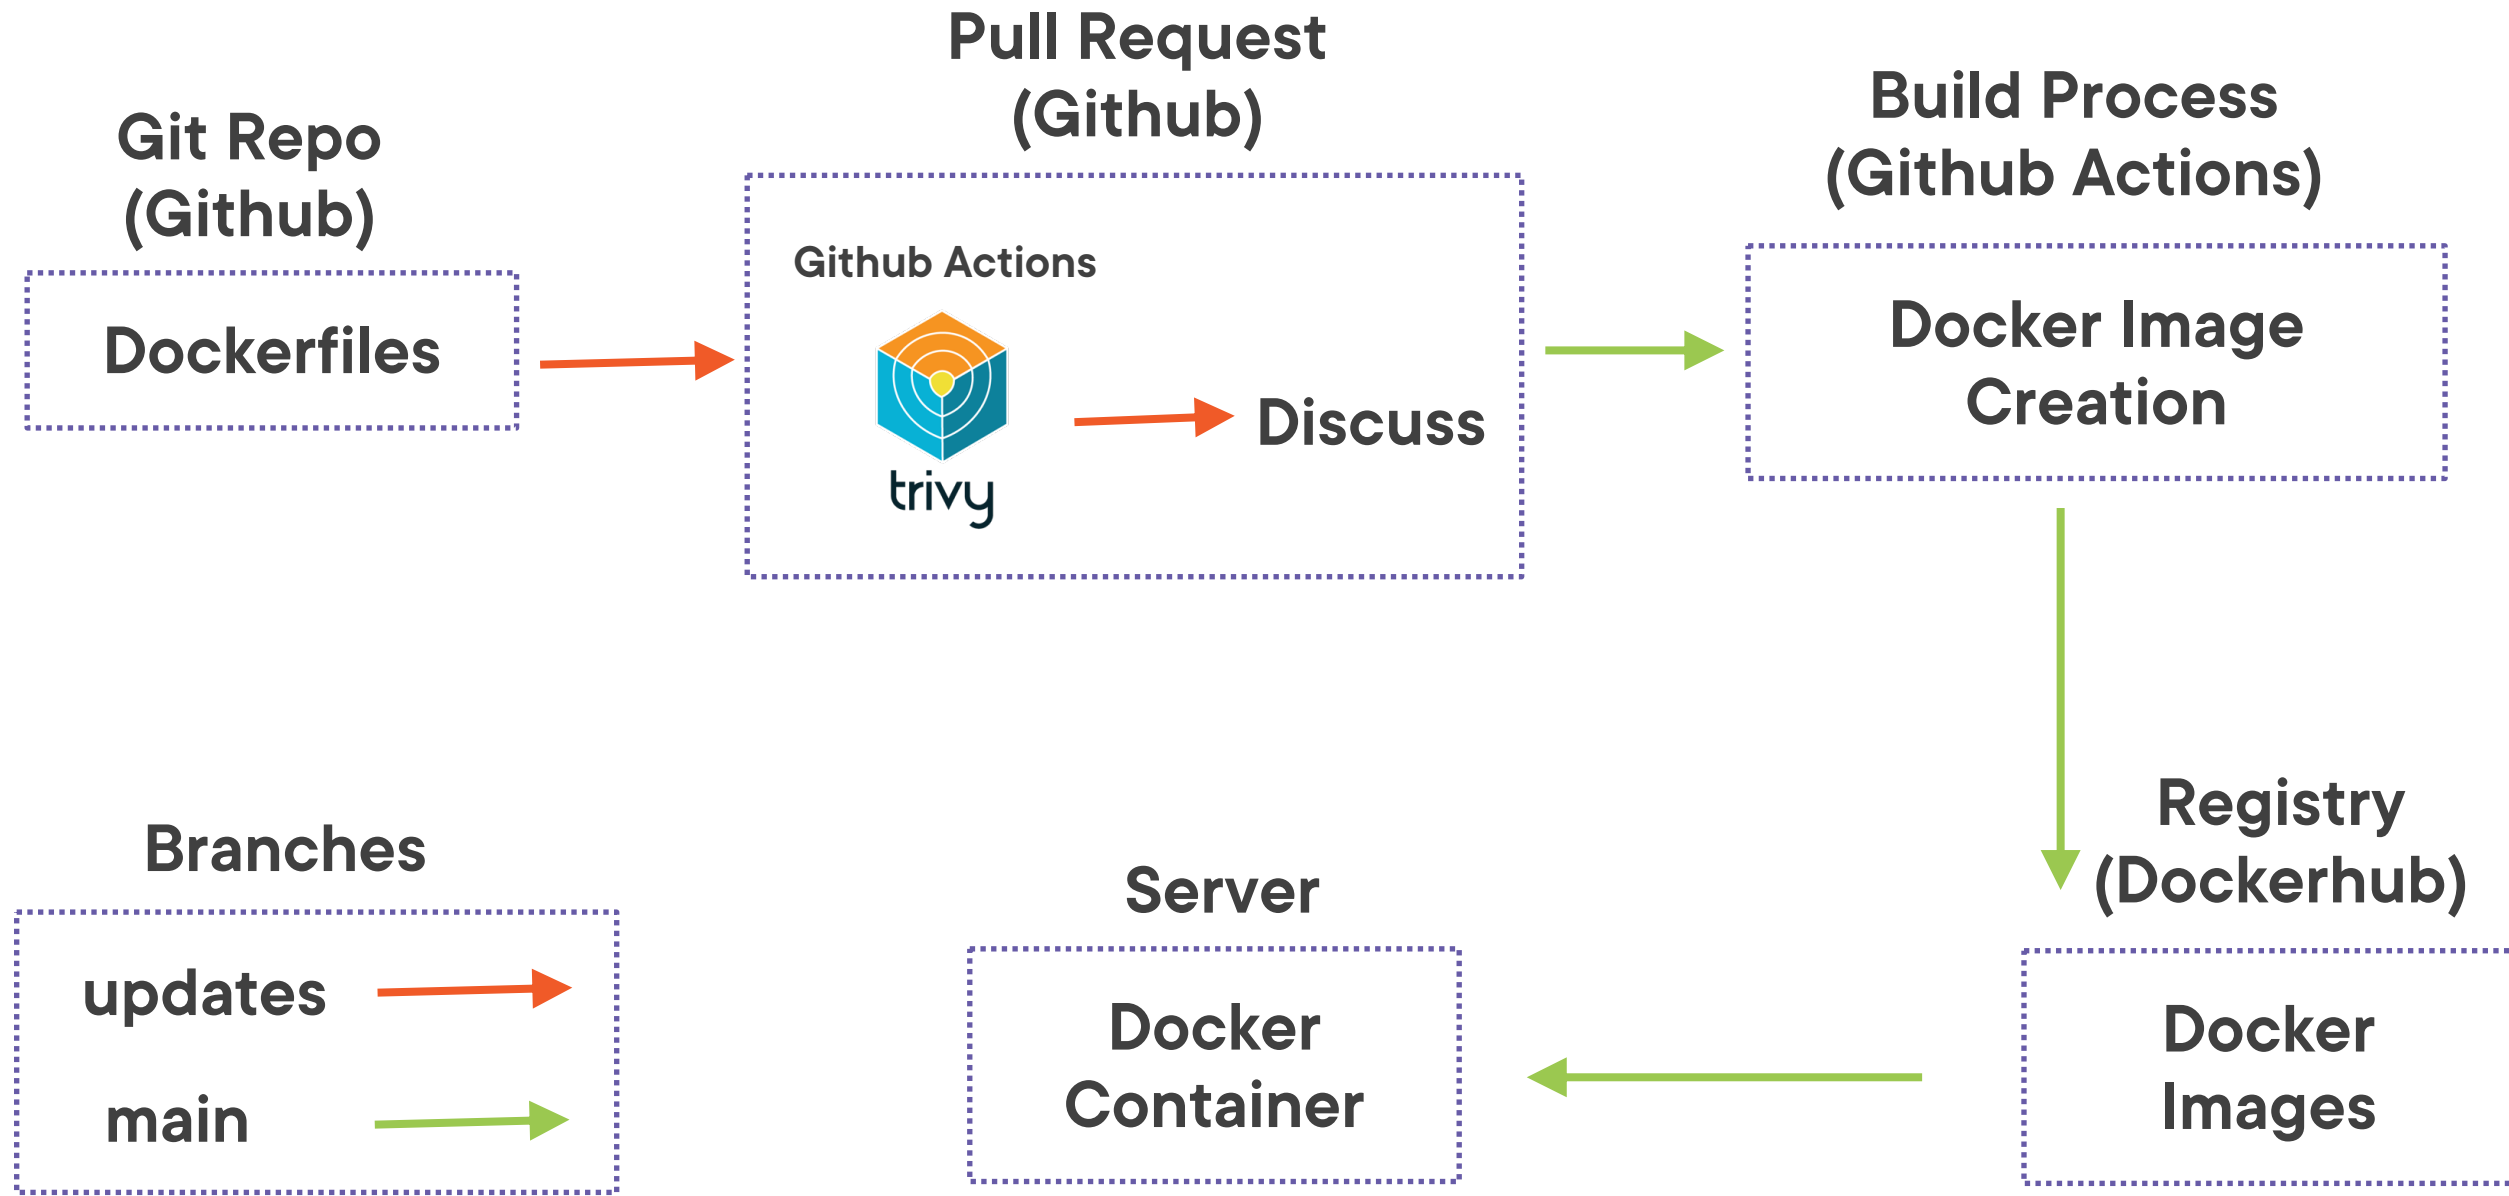 Git Repo
(Github)
Dockerfiles
Pull Request
(Github)
Github Actions
trivy
Discuss
Build Process
(Github Actions)
Docker Image
Creation
Branches
updates
main
Server
Docker
Container
Registry
(Dockerhub)
Docker
Images